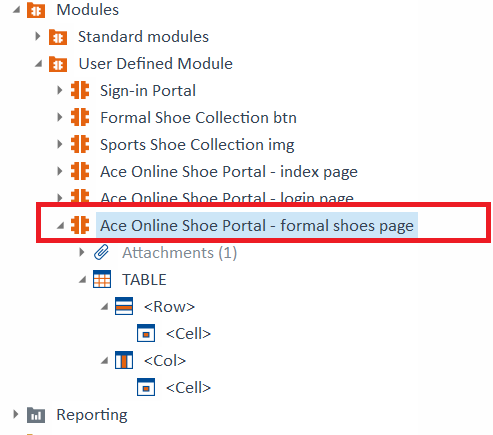 Modules
Standard modules
User Defined Module
Sign-in Portal
Formal Shoe Collection btn
Sports Shoe Collection img
Ace Online Shoe Portal - index page
Ace Online Shoe Portal - login page
Ace Online Shoe Portal - formal shoes page
Attachments (1)
TABLE
<Row>
<Cell>
<Col>
<Cell>
Reporting